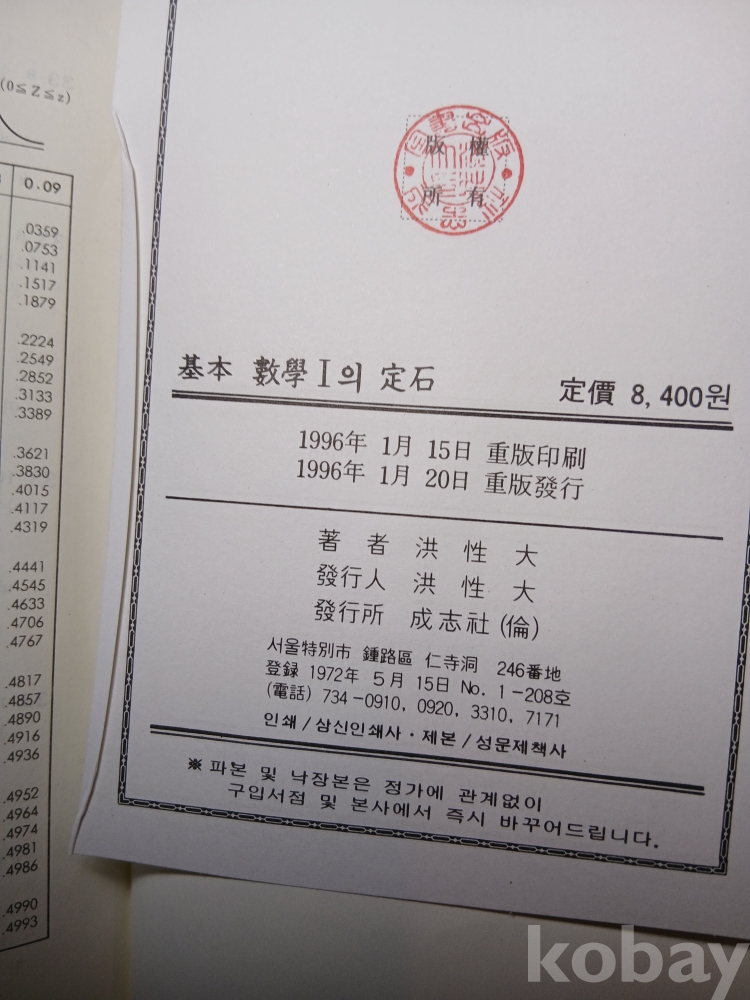 (0≦Z≦z)
0.09
.0359
.0753
.1141
.1517
.1879
.2224
.2549
.2852
.3133
.3389
.3621
.3830
.4015
.4117
.4319
.4441
.4545
.4633
.4706
.4767
.4817
.4857
.4890
.4916
.4936
.4952
.4964
.4974
.4981
.4986
.4990
.4993
版 權
所 有
基本 數學Ⅰ의 定石
定價 8,400원
1996年 1月 15日 重版印刷
1996年 1月 20日 重版發行
著 者 洪 性 大
發行人 洪 性 大
發行所 成志社(倫)
서울特別市 鍾路區 仁寺洞 246番地
登録 1972年 5月 15日 No. 1-208호
(電話) 734-0910, 0920, 3310, 7171
인쇄/삼신인쇄사·제본/성문제책사
※ 파본 및 낙장본은 정가에 관계없이
구입서점 및 본사에서 즉시 바꾸어드립니다.
kobay